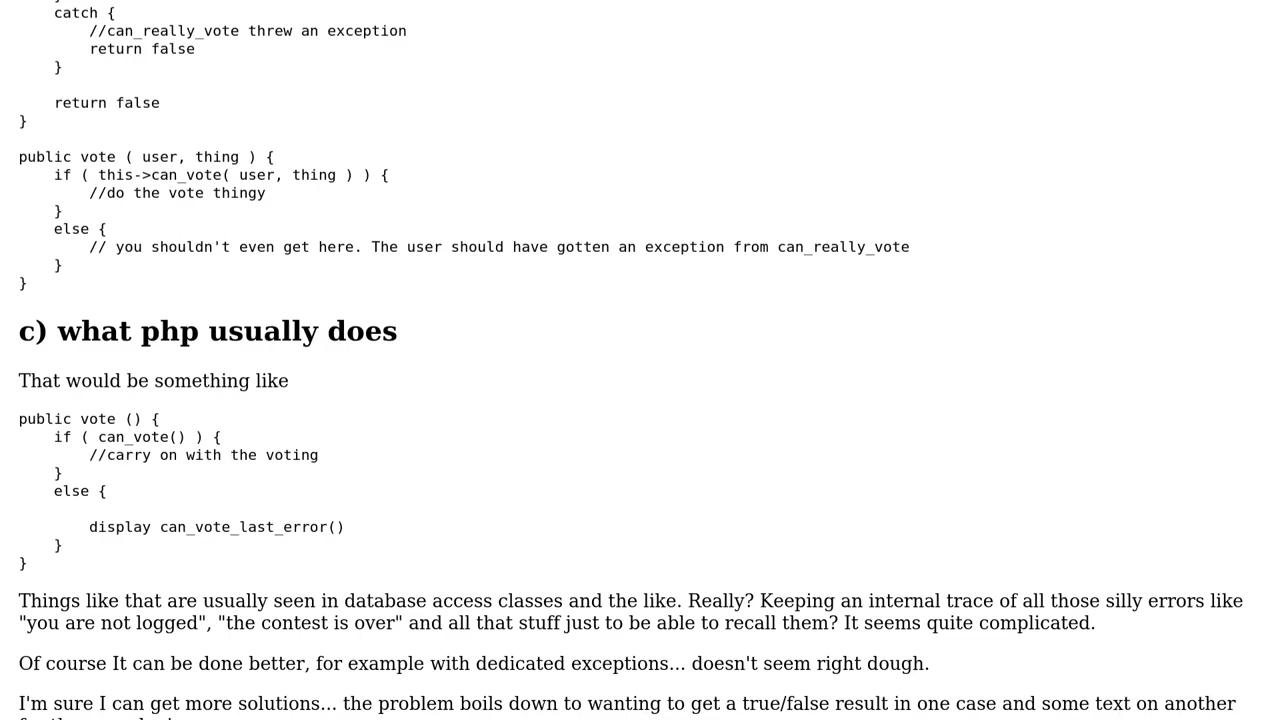 catch {
        //can_really_vote threw an exception
        return false
    }
    return false
}
public vote ( user, thing ) {
    if ( this->can_vote( user, thing ) ) {
        //do the vote thingy
    }
    else {
        // you shouldn't even get here. The user should have gotten an exception from can_really_vote
    }
}
c) what php usually does
That would be something like
public vote () {
    if ( can_vote() ) {
        //carry on with the voting
    }
    else {
        display can_vote_last_error()
    }
}
Things like that are usually seen in database access classes and the like. Really? Keeping an internal trace of all those silly errors like
"you are not logged", "the contest is over" and all that stuff just to be able to recall them? It seems quite complicated.
Of course It can be done better, for example with dedicated exceptions... doesn't seem right dough.
I'm sure I can get more solutions... the problem boils down to wanting to get a true/false result in one case and some text on another